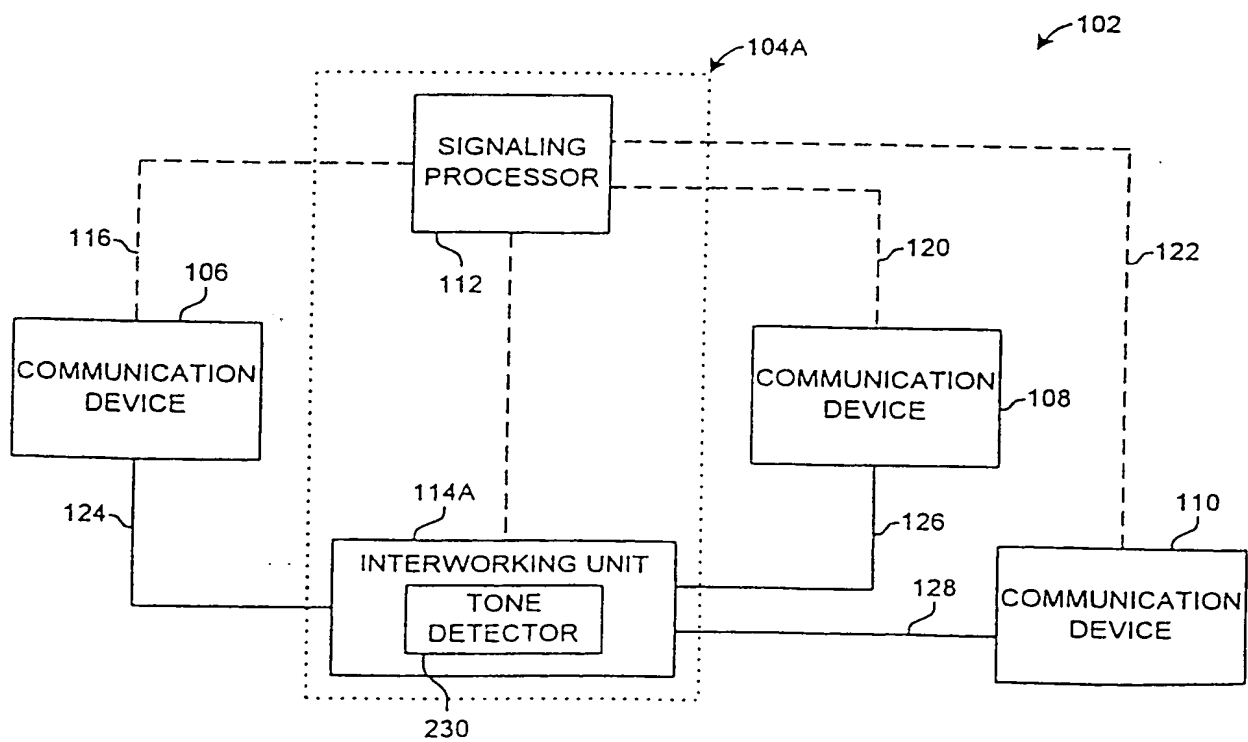 102
104A
SIGNALING
PROCESSOR
116
112
120
122
106
COMMUNICATION
DEVICE
COMMUNICATION
DEVICE
108
124
114A
126
110
INTERWORKING UNIT
TONE
DETECTOR
128
COMMUNICATION
DEVICE
230